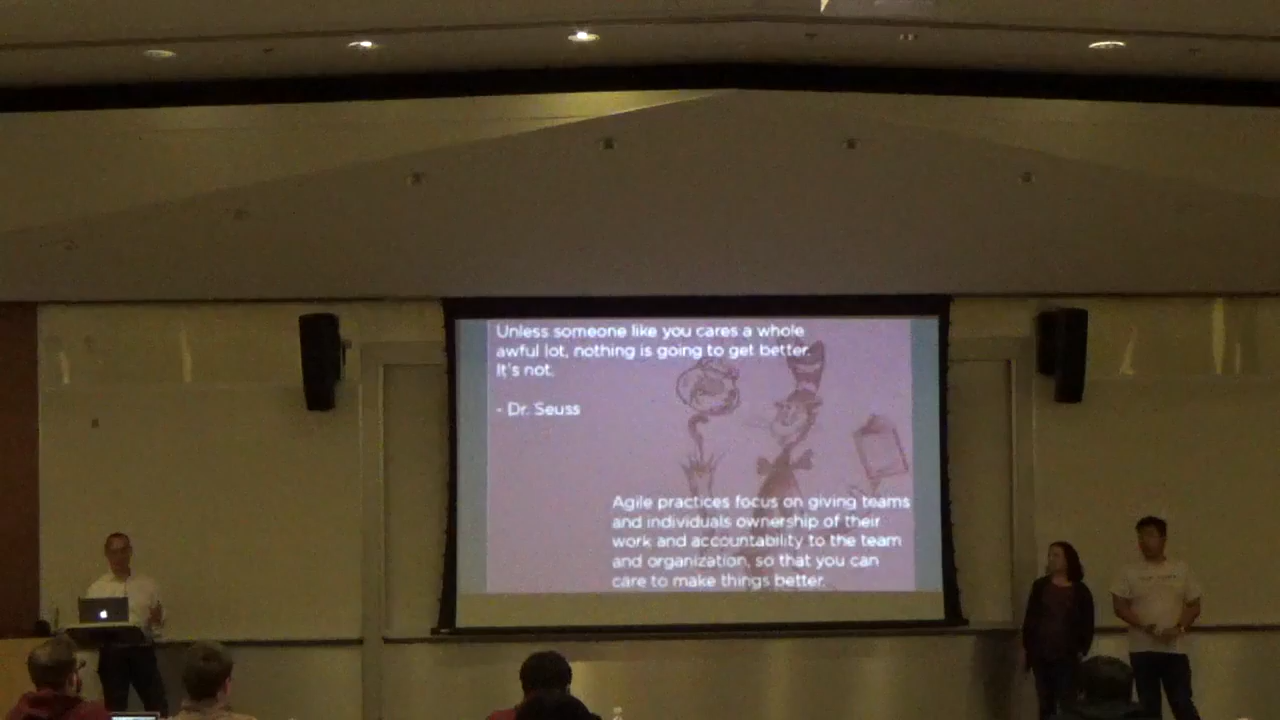 Unless someone like you cares a whole
awful lot, nothing is going to get better.
It's not.
- Dr. Seuss
Agile practices focus on giving teams
and individuals ownership of their
work and accountability to the team
and organization, so that you can
care to make things better.